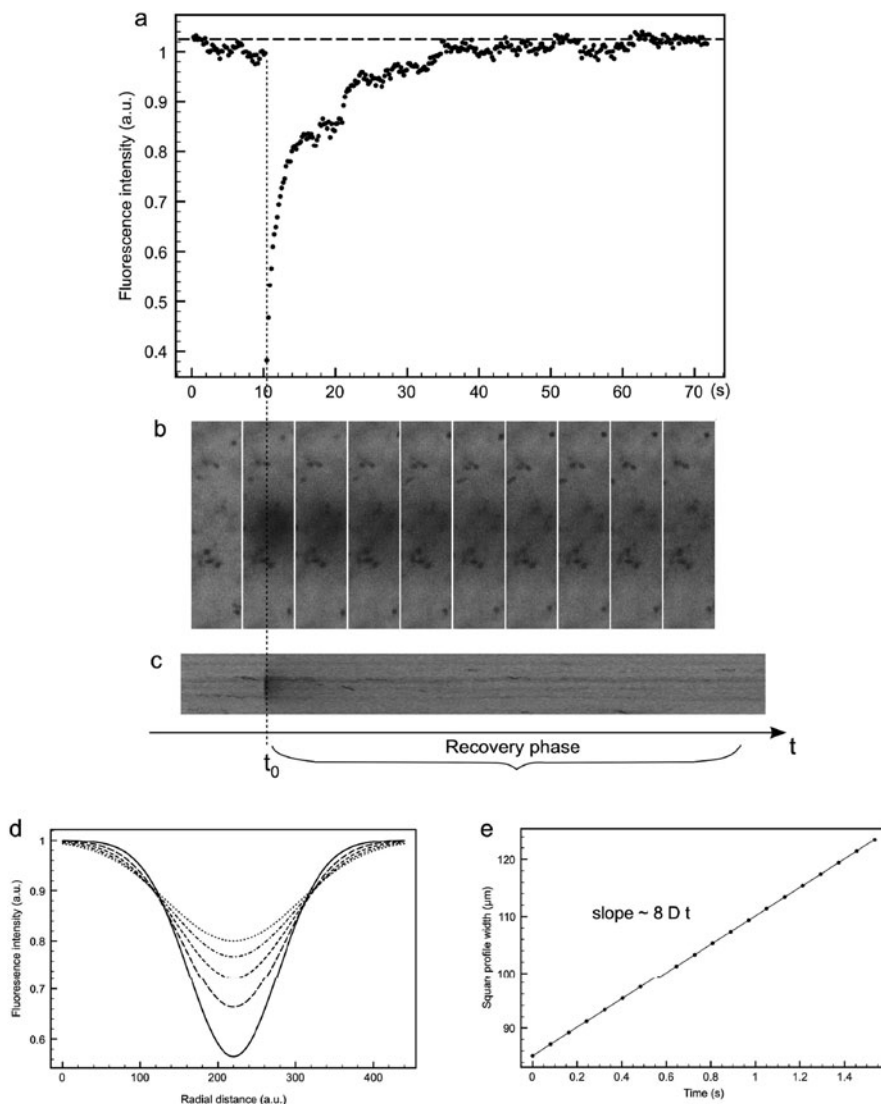 a
Fluorescence intensity (a.u.)
1
0.9
0.8
0.7
0.6
0.5
0.4
0 10 20 30 40 50 60 70 (s)
b
c
t
Recovery phase
t0
d
Fluoresience intensity (a.u.)
1
0.9
0.8
0.7
0.6
0 100 200 300 400
Radial distance (a.u.)
e
Squan profile width (µm)
120
110
100
90
slope ~ 8 D t
0 0.2 0.4 0.6 0.8 1 1.2 1.4
Time (s)